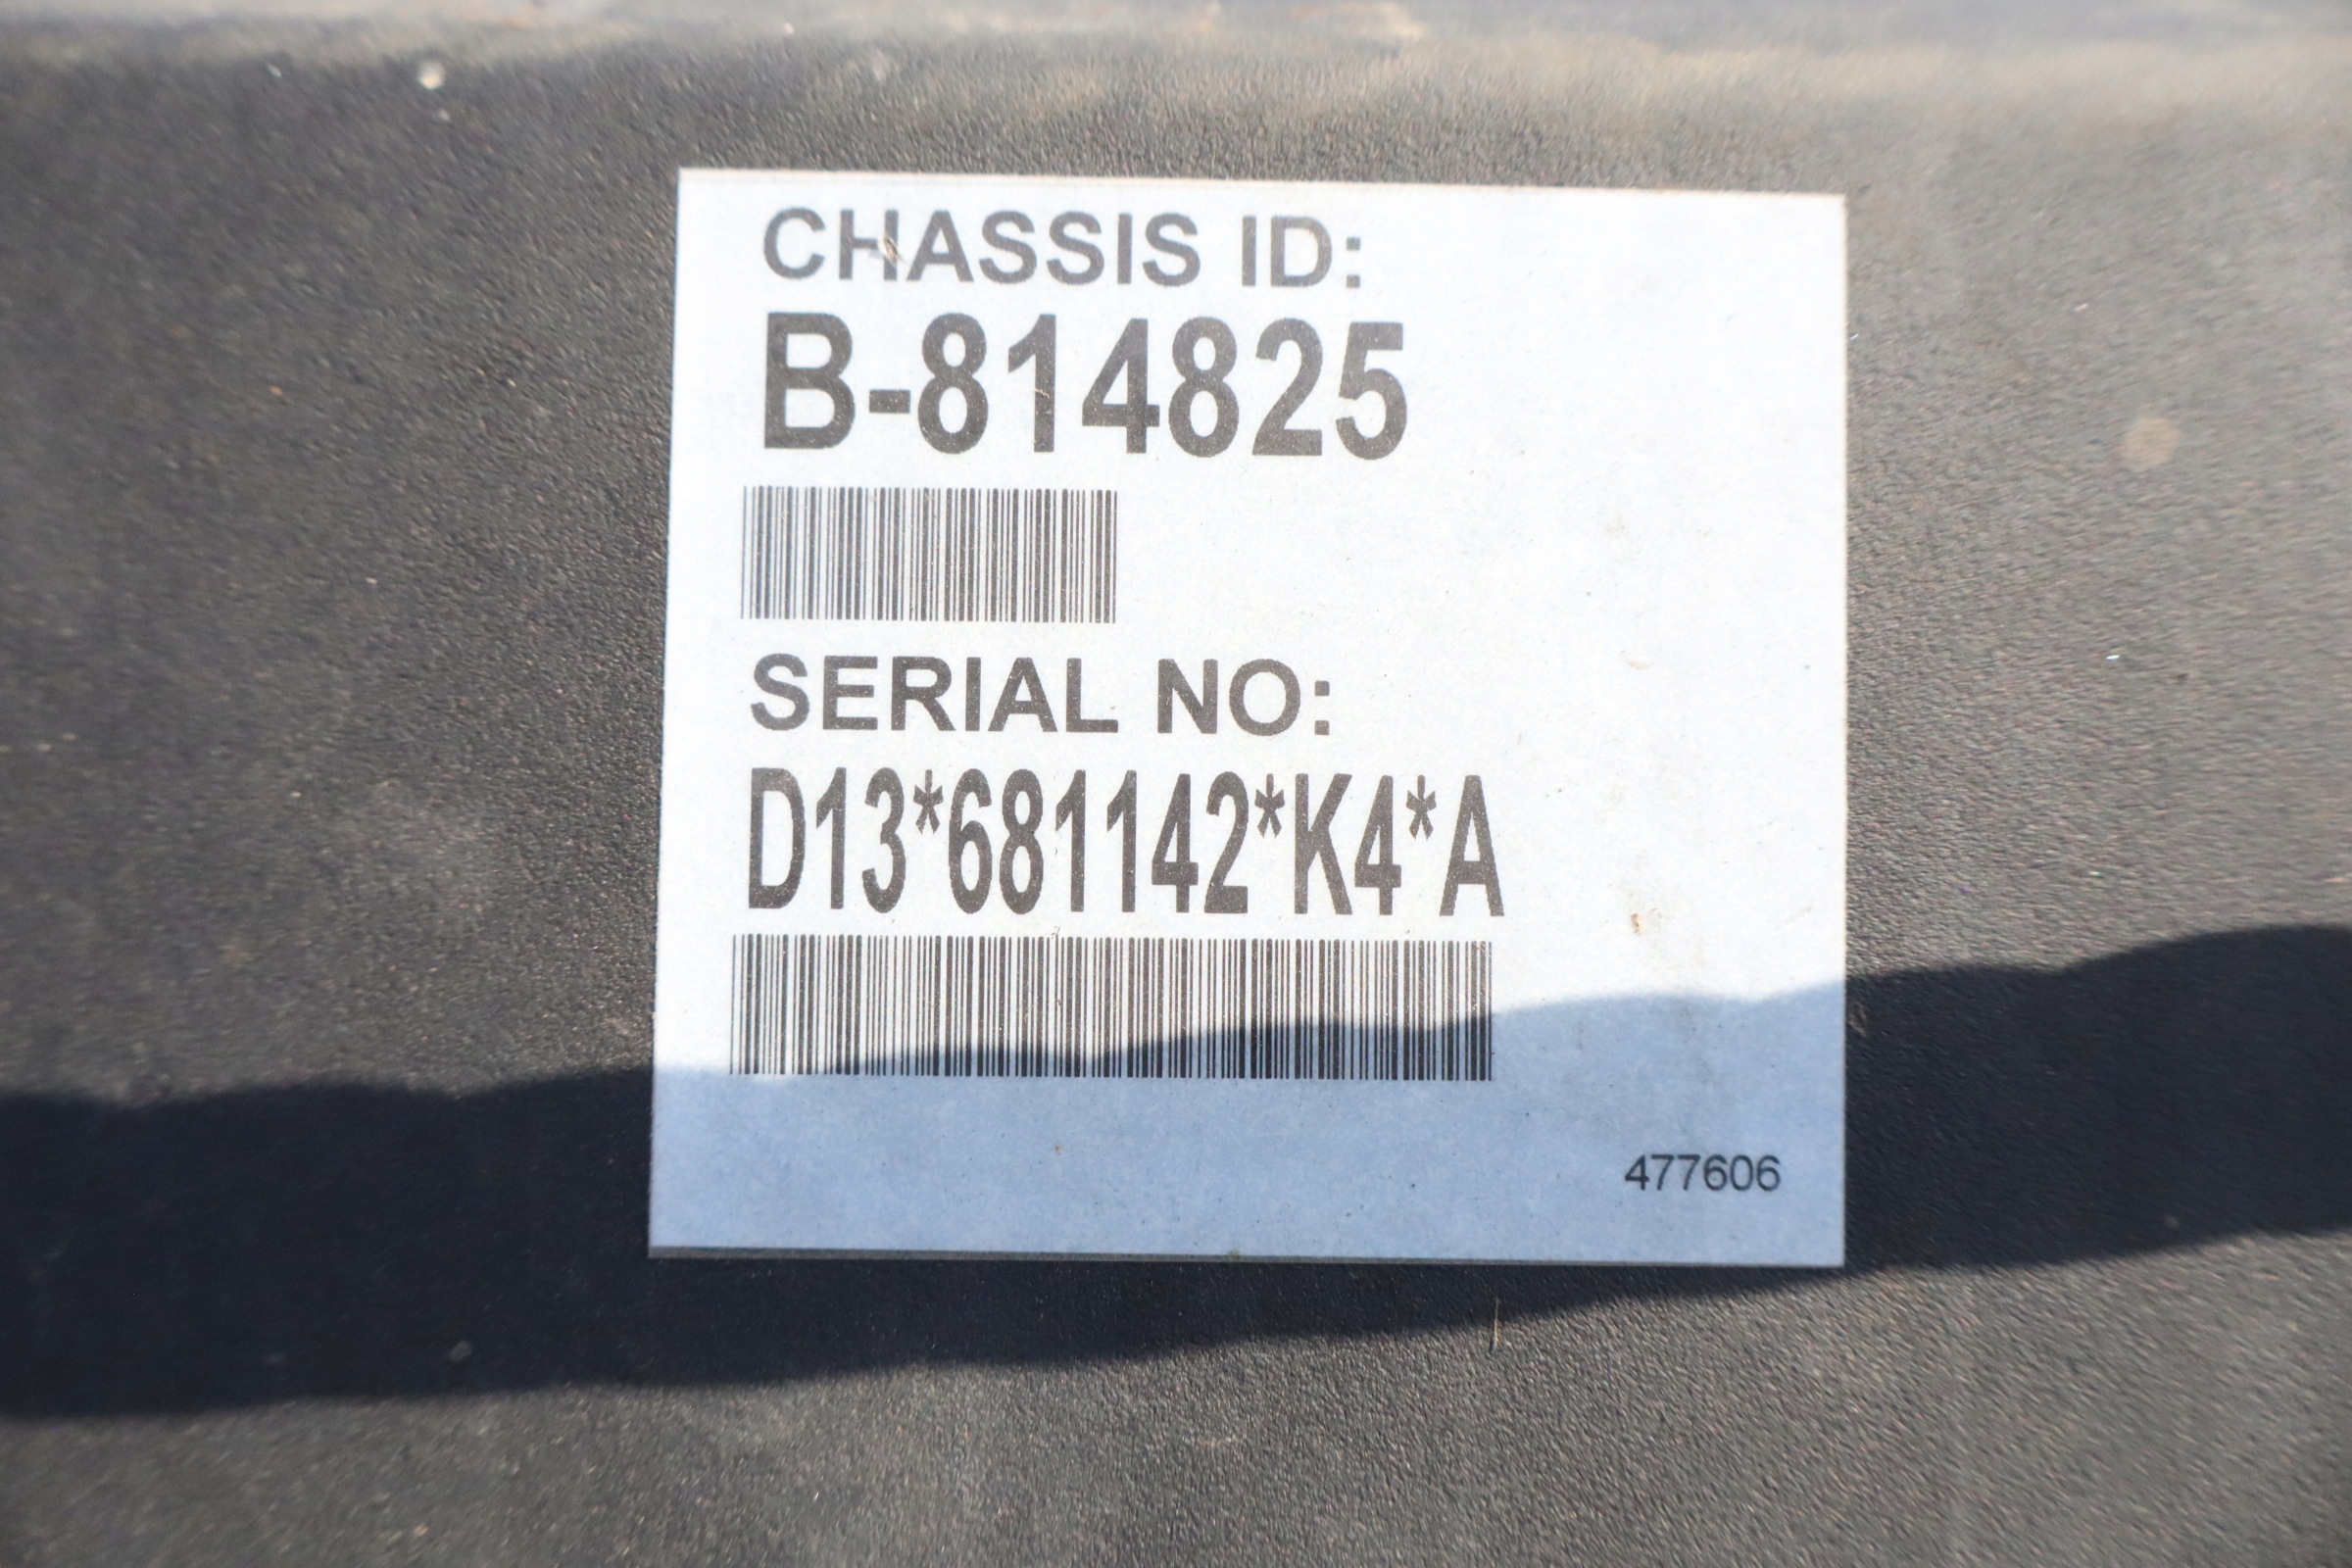 CHASSIS ID:
B-814825
SERIAL NO:
D13*681142*K4*A
477606